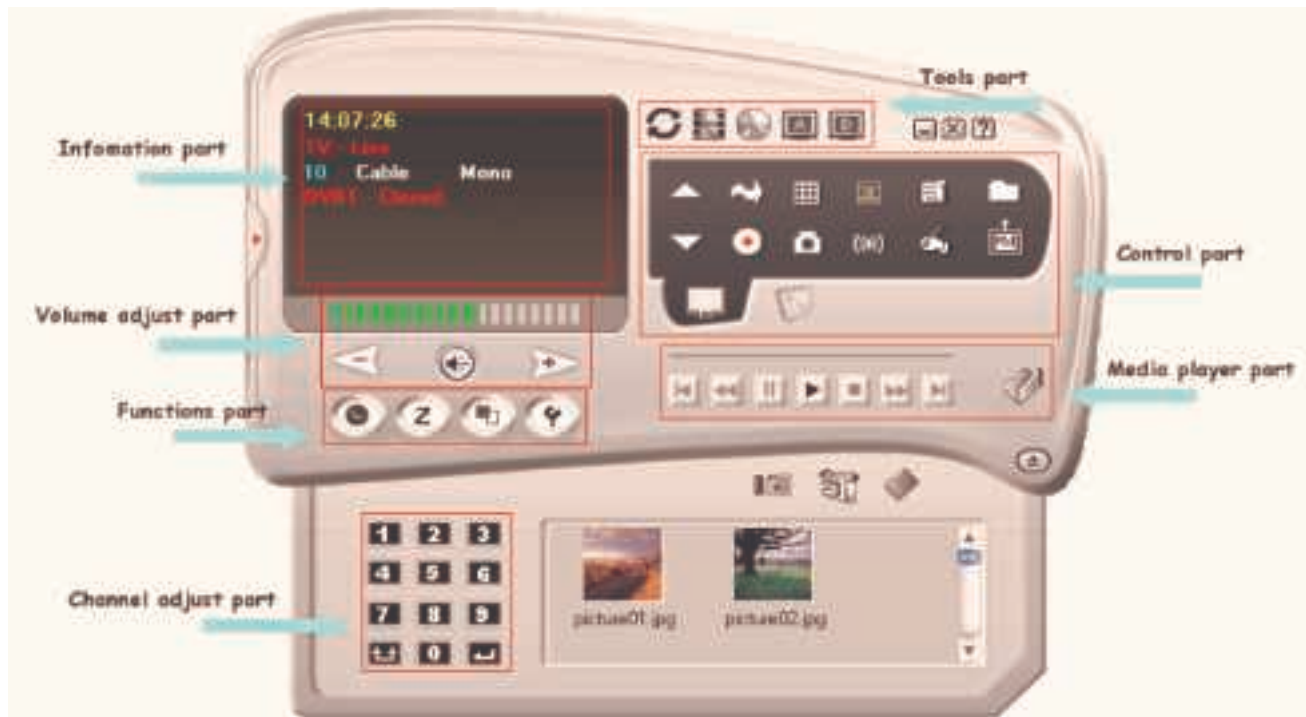 Tools part
Infomation part
14:07:26
TV - Line
10 Cable Mono
DVR[ Closed
Control part
Volume adjust part
Media player part
Functions part
Z
1 2 3
4 5 6
7 8 9
0
Channel adjust part
picture01.jpg picture02.jpg